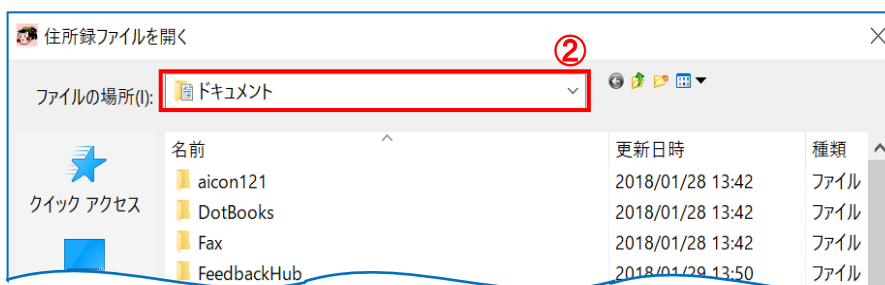 住所録ファイルを開く
②
ファイルの場所(I): ドキュメント
名前 更新日時 種類
クイック アクセス
aicon121 2018/01/28 13:42 ファイル
DotBooks 2018/01/28 13:42 ファイル
Fax 2018/01/28 13:42 ファイル
FeedbackHub 2018/01/29 13:50 ファイル